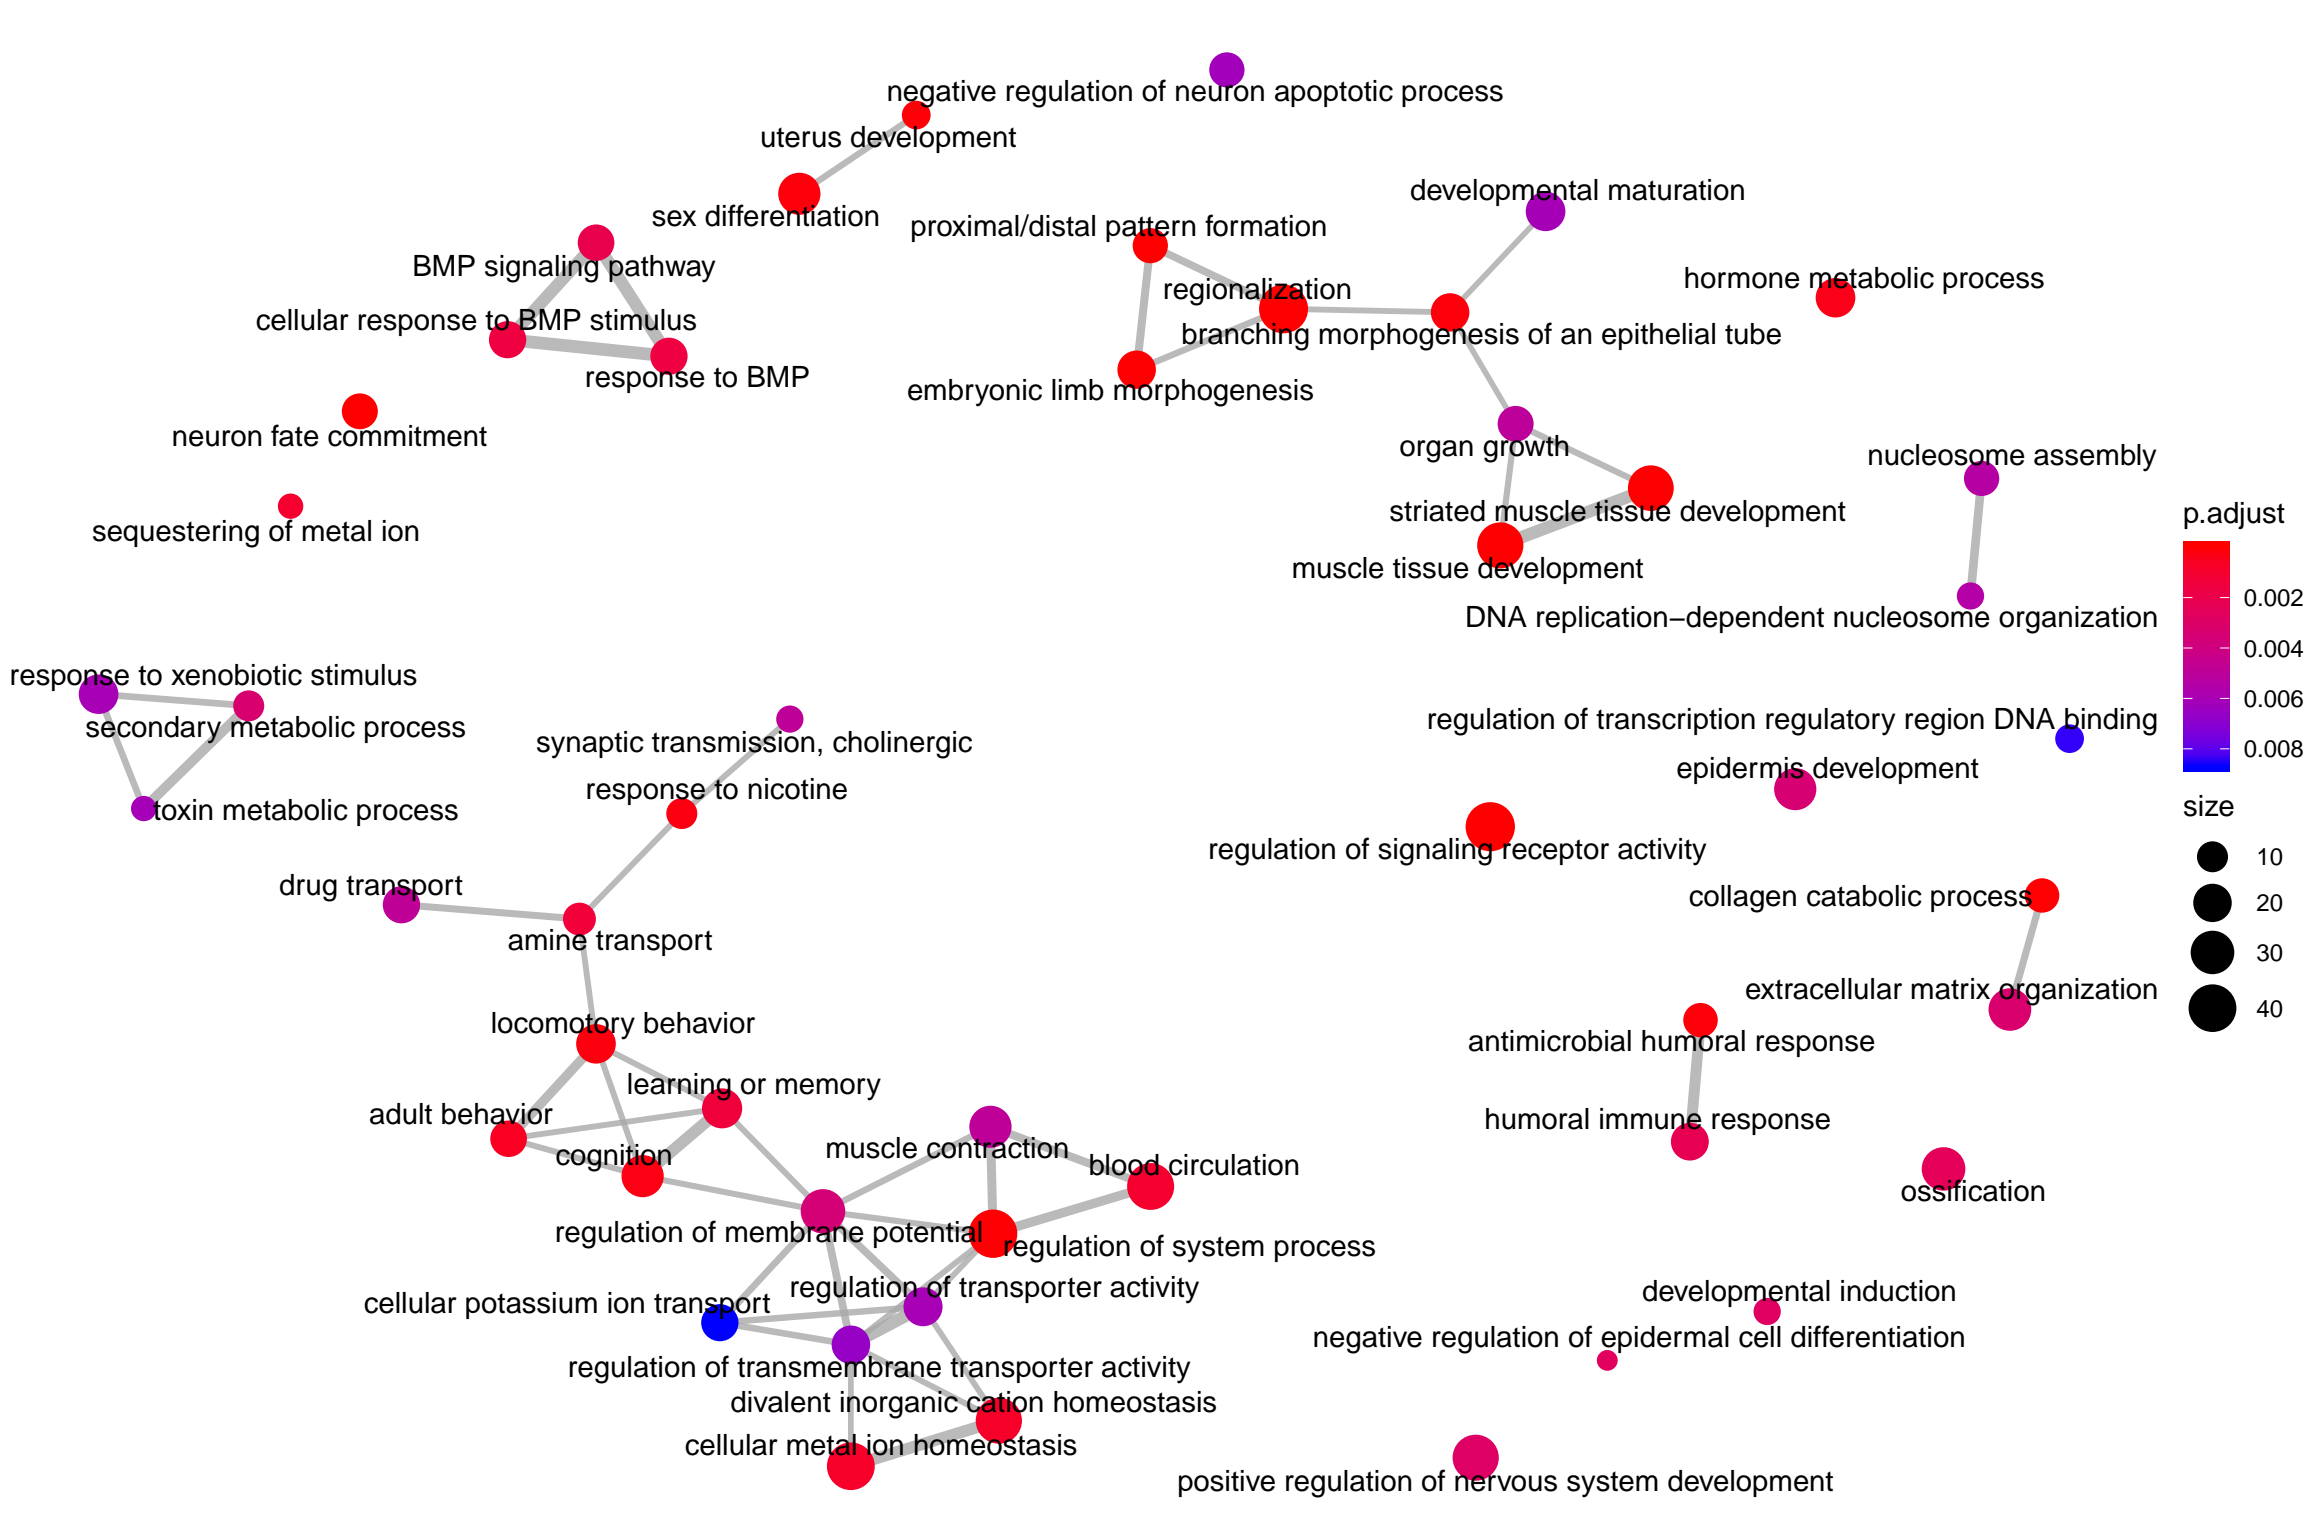 negative regulation of neuron apoptotic process
uterus development
developmental maturation
sex differentiation
proximal/distal pattern formation
BMP signaling pathway
hormone metabolic process
regionalization
cellular response to BMP stimulus
branching morphogenesis of an epithelial tube
response to BMP
embryonic limb morphogenesis
neuron fate commitment
organ growth
nucleosome assembly
striated muscle tissue development
sequestering of metal ion
muscle tissue development
DNA replication−dependent nucleosome organization
response to xenobiotic stimulus
secondary metabolic process
regulation of transcription regulatory region DNA binding
synaptic transmission, cholinergic
epidermis development
response to nicotine
toxin metabolic process
regulation of signaling receptor activity
drug transport
collagen catabolic process
amine transport
extracellular matrix organization
locomotory behavior
antimicrobial humoral response
learning or memory
adult behavior
humoral immune response
muscle contraction
cognition
blood circulation
ossification
regulation of membrane potential
regulation of system process
regulation of transporter activity
developmental induction
cellular potassium ion transport
negative regulation of epidermal cell differentiation
regulation of transmembrane transporter activity
divalent inorganic cation homeostasis
cellular metal ion homeostasis
positive regulation of nervous system development
p.adjust
0.002
0.004
0.006
0.008
size
10
20
30
40